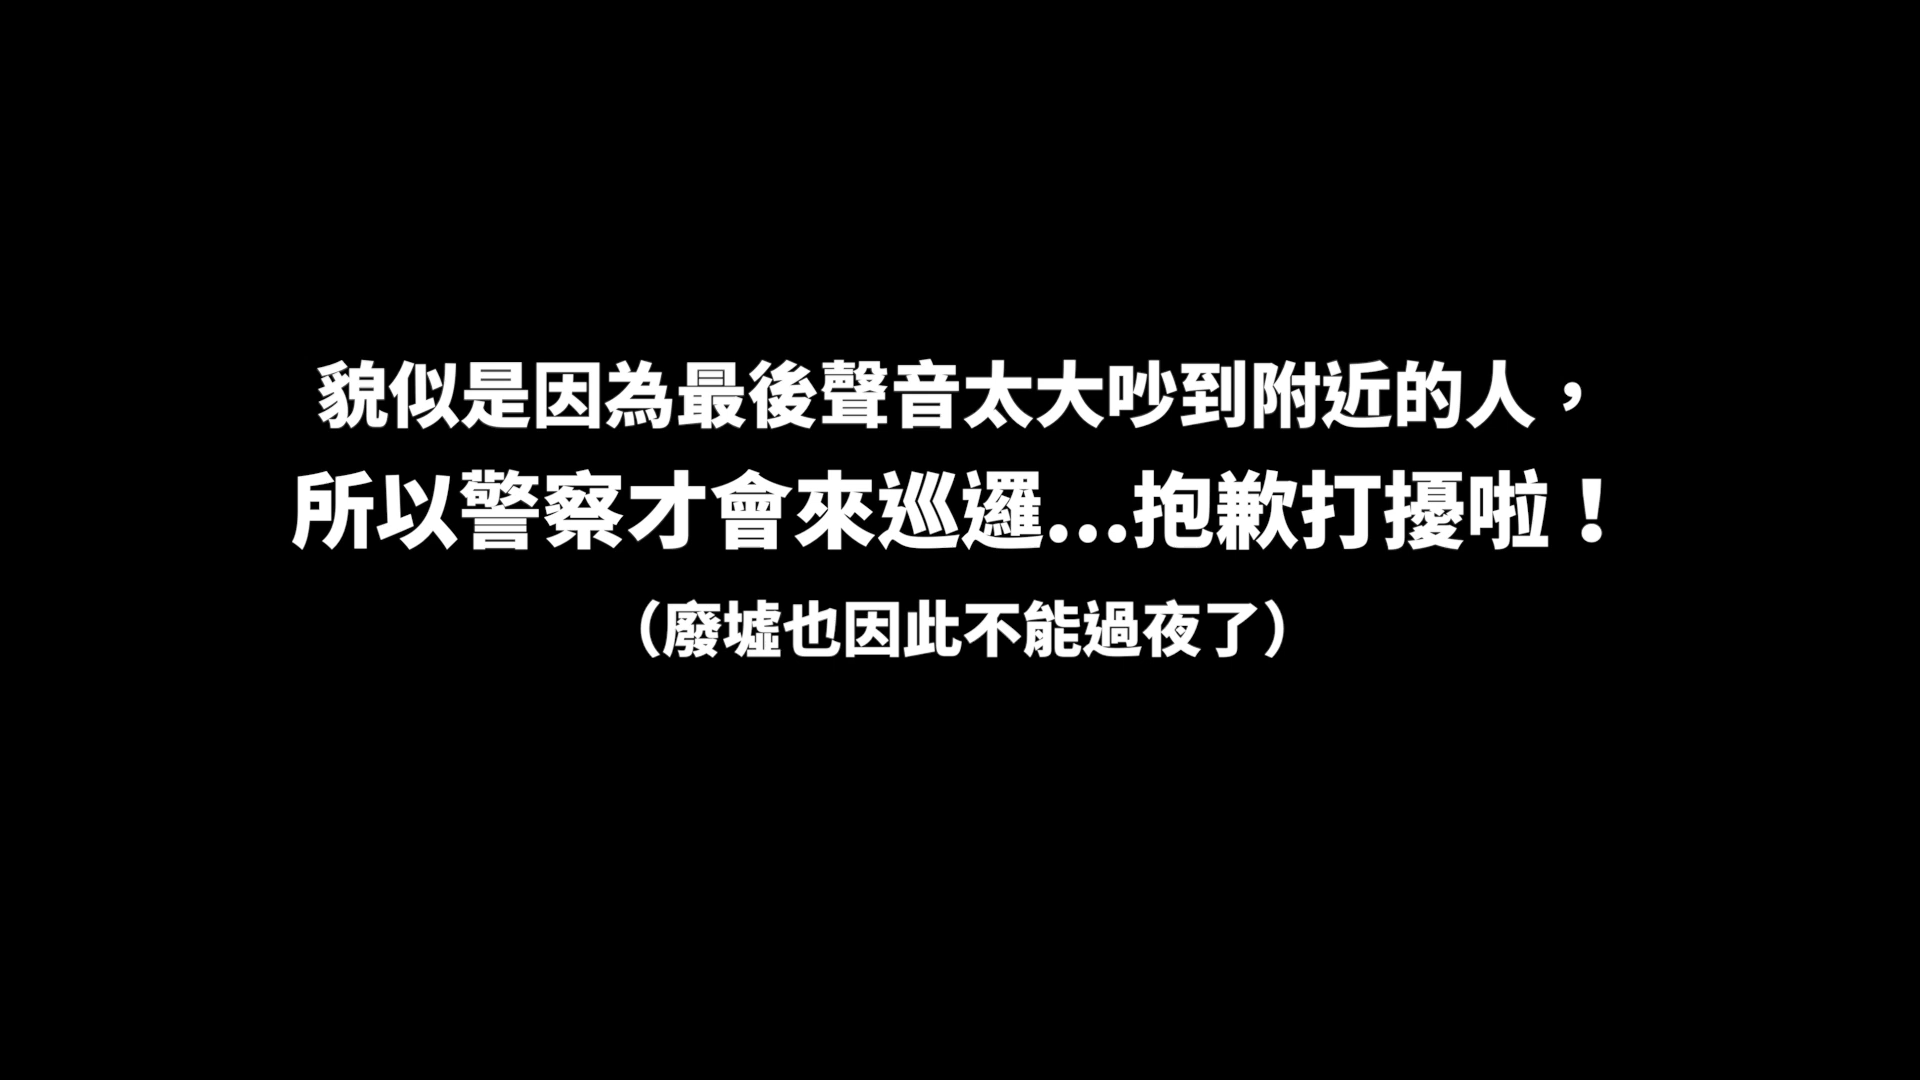 貌似是因為最後聲音太大吵到附近的人，
所以警察才會來巡邏...抱歉打擾啦！
（廢墟也因此不能過夜了）